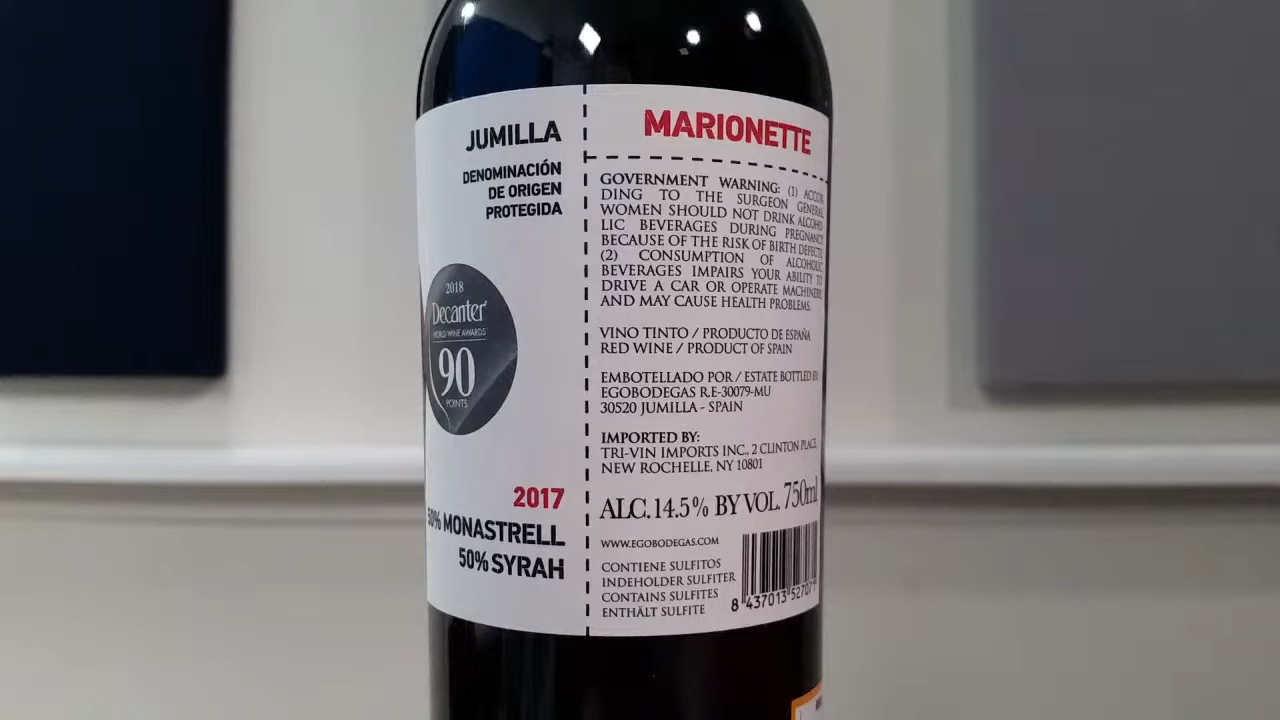 JUMILLA
DENOMINACIÓN
DE ORIGEN
PROTEGIDA
2018
Decanter
WORLD WINE AWARDS
90
POINTS
2017
50% MONASTRELL
50% SYRAH
MARIONETTE
GOVERNMENT WARNING: (1) ACCOR-
DING TO THE SURGEON GENERAL,
WOMEN SHOULD NOT DRINK ALCOHO-
LIC BEVERAGES DURING PREGNANCY
BECAUSE OF THE RISK OF BIRTH DEFECTS.
(2) CONSUMPTION OF ALCOHOLIC
BEVERAGES IMPAIRS YOUR ABILITY TO
DRIVE A CAR OR OPERATE MACHINERY,
AND MAY CAUSE HEALTH PROBLEMS.
VINO TINTO / PRODUCTO DE ESPAÑA
RED WINE / PRODUCT OF SPAIN
EMBOTELLADO POR / ESTATE BOTTLED BY:
EGOBODEGAS R.E-30079-MU
30520 JUMILLA - SPAIN
IMPORTED BY:
TRI-VIN IMPORTS INC., 2 CLINTON PLACE,
NEW ROCHELLE, NY 10801
ALC. 14.5% BY VOL. 750ml
WWW.EGOBODEGAS.COM
CONTIENE SULFITOS
INDEHOLDER SULFITER
CONTAINS SULFITES
ENTHÄLT SULFITE
8 437013 527071